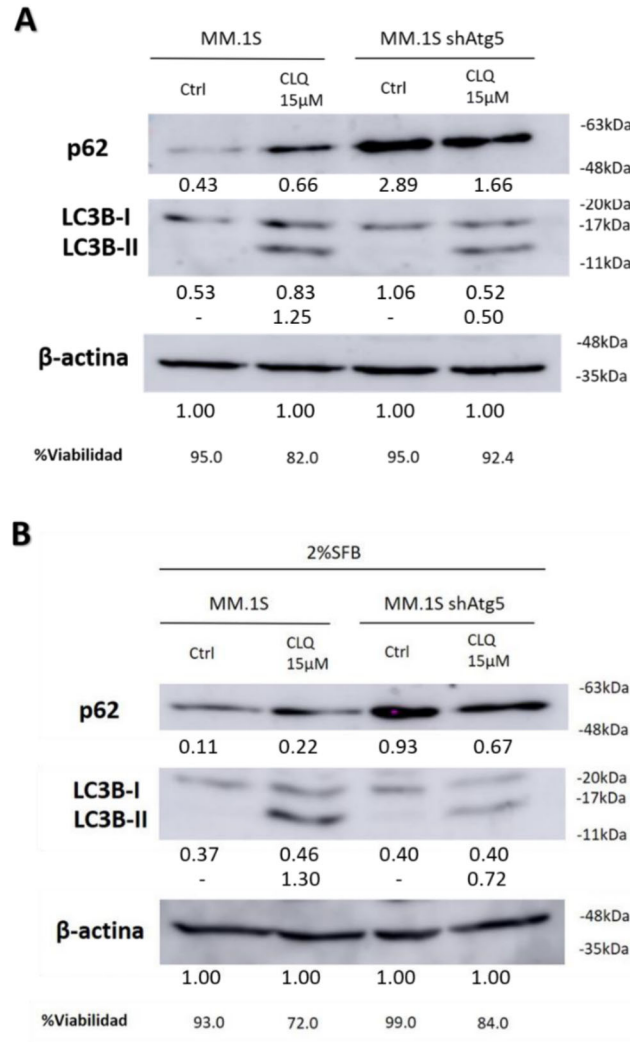 A
MM.1S MM.1S shAtg5
Ctrl CLQ 15µM Ctrl CLQ 15µM
p62 -63kDa
-48kDa
0.43 0.66 2.89 1.66
LC3B-I -20kDa
-17kDa
LC3B-II -11kDa
0.53 0.83 1.06 0.52
- 1.25 - 0.50
β-actina -48kDa
-35kDa
1.00 1.00 1.00 1.00
%Viabilidad 95.0 82.0 95.0 92.4
B
2%SFB
MM.1S MM.1S shAtg5
Ctrl CLQ 15µM Ctrl CLQ 15µM
p62 -63kDa
-48kDa
0.11 0.22 0.93 0.67
LC3B-I -20kDa
-17kDa
LC3B-II -11kDa
0.37 0.46 0.40 0.40
- 1.30 - 0.72
β-actina -48kDa
-35kDa
1.00 1.00 1.00 1.00
%Viabilidad 93.0 72.0 99.0 84.0